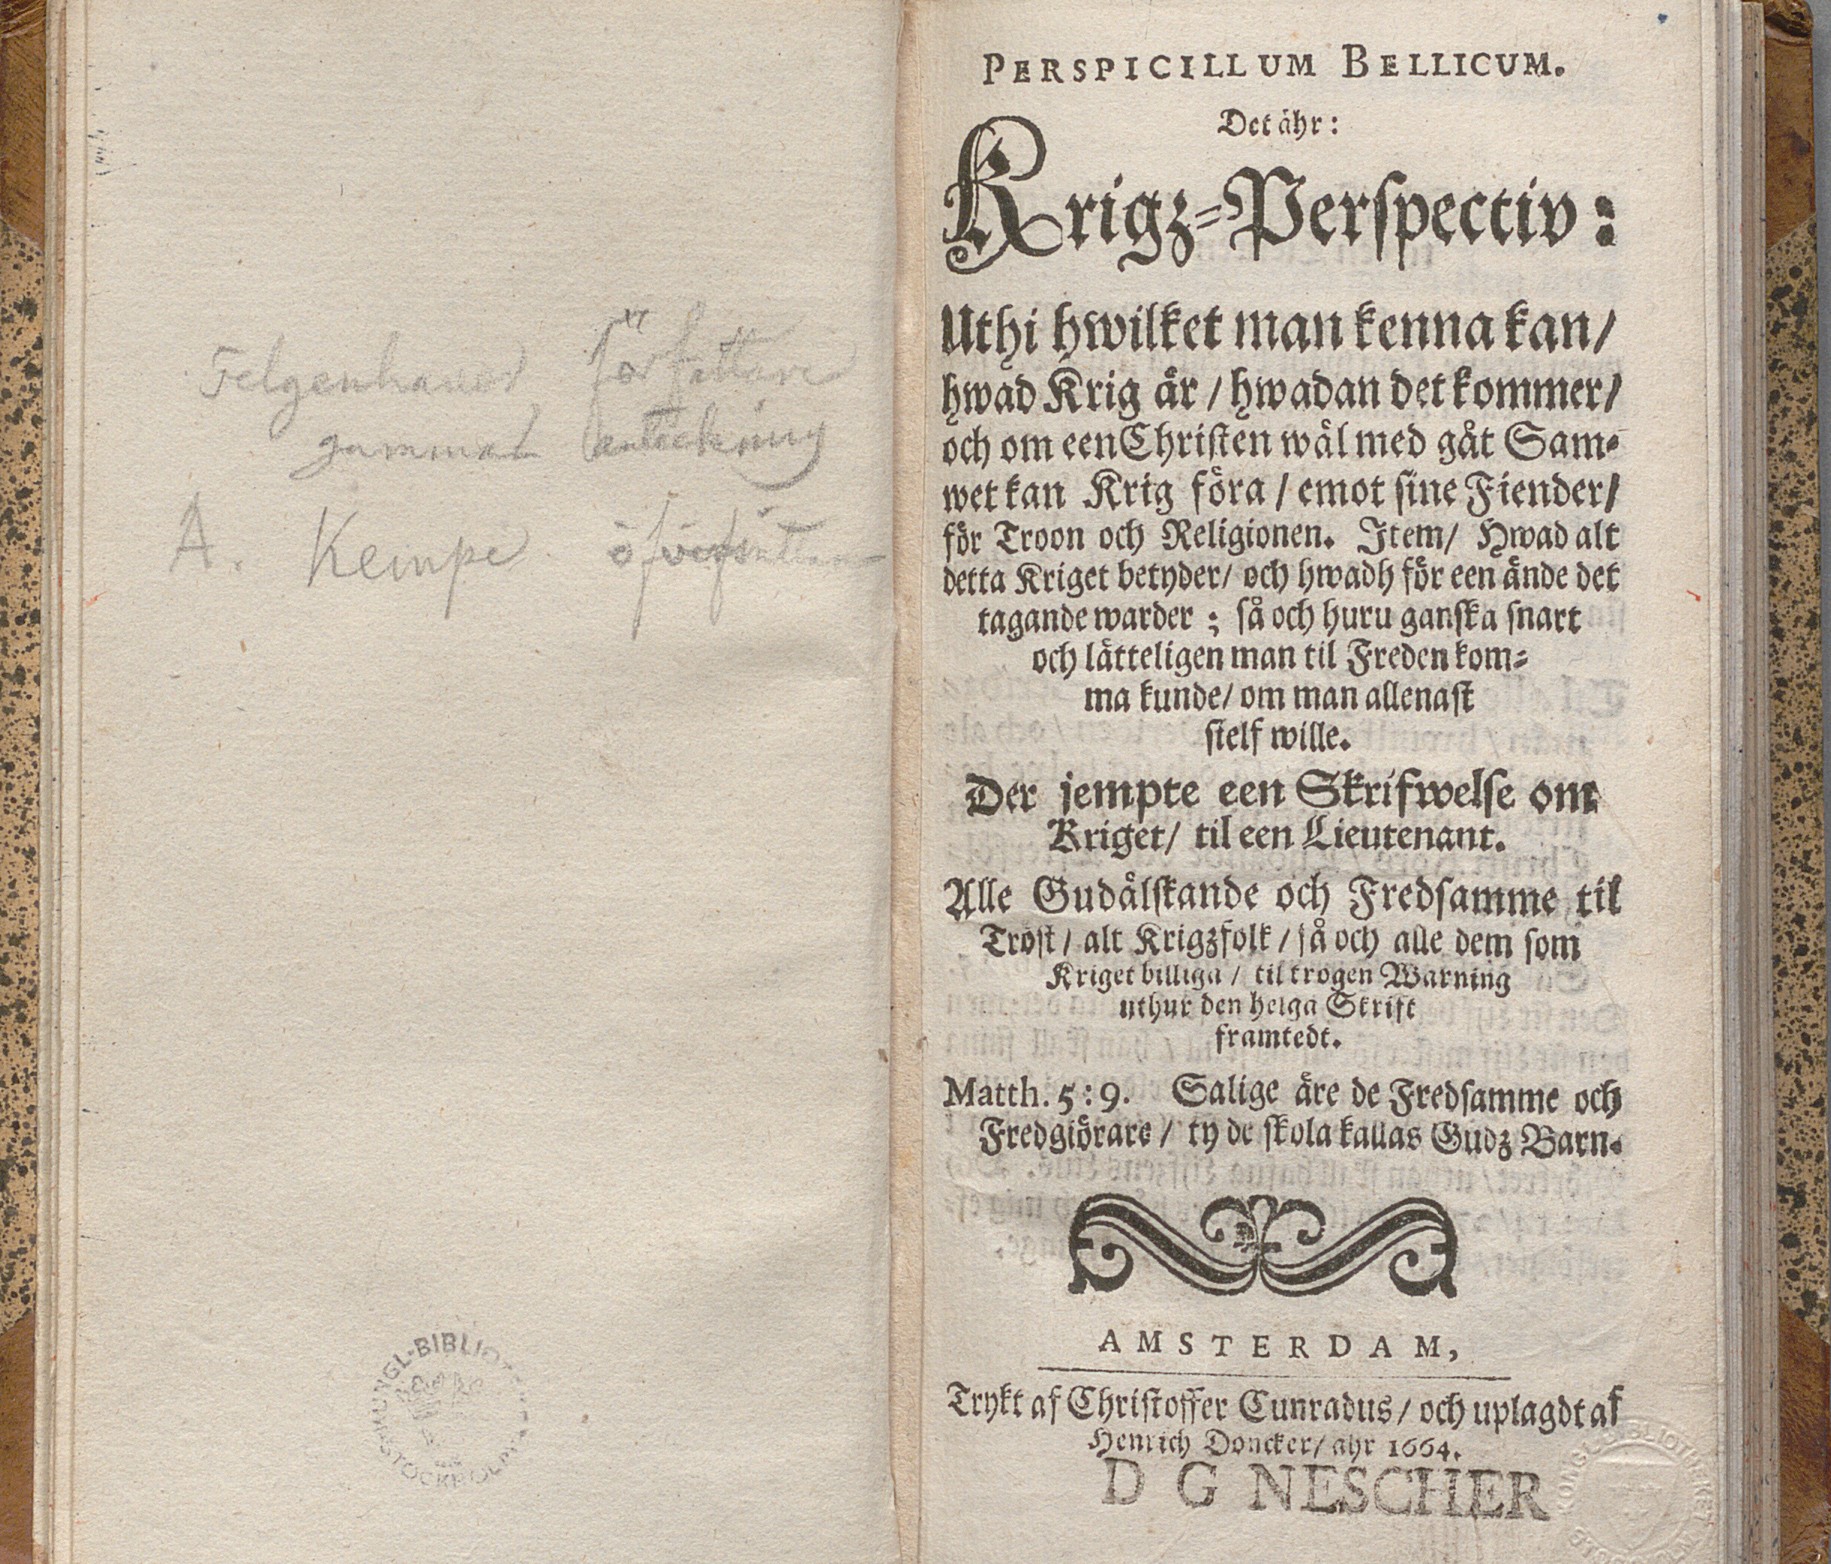 Felgenhauer författare
gammal anteckning
A. Kempe öfversättare
KUNGL. BIBLIOTEKET
STOCKHOLM
PERSPICILLUM BELLICUM.
Det ähr:
Krigz-Perspectiv:
Uthi hwilket man kenna kan/
hwad Krig är / hwadan det kommer/
och om een Christen wäl med gåt Sam-
wet kan Krig föra / emot sine Fiender/
för Troon och Religionen. Item/ Hwad alt
detta Kriget betyder/ och hwadh för een ände det
tagande warder ; så och huru ganska snart
och lätteligen man til Freden kom-
ma kunde/ om man allenast
sielf wille.
Der jempte een Skrifwelse om
Kriget/ til een Lieutenant.
Alle Gudälskande och Fredsamme til
Trøst / alt Krigzfolk / så och alle dem som
Kriget billiga / til trogen Warning
uthur den helga Skrift
framtedt.
Matth. 5:9. Salige äre de Fredsamme och
Fredgiörare / ty de skola kallas Gudz Barn.
AMSTERDAM,
Trykt af Christoffer Cunradus / och uplagdt af
Henrich Doncker/ ahr 1664.
D G NESCHER